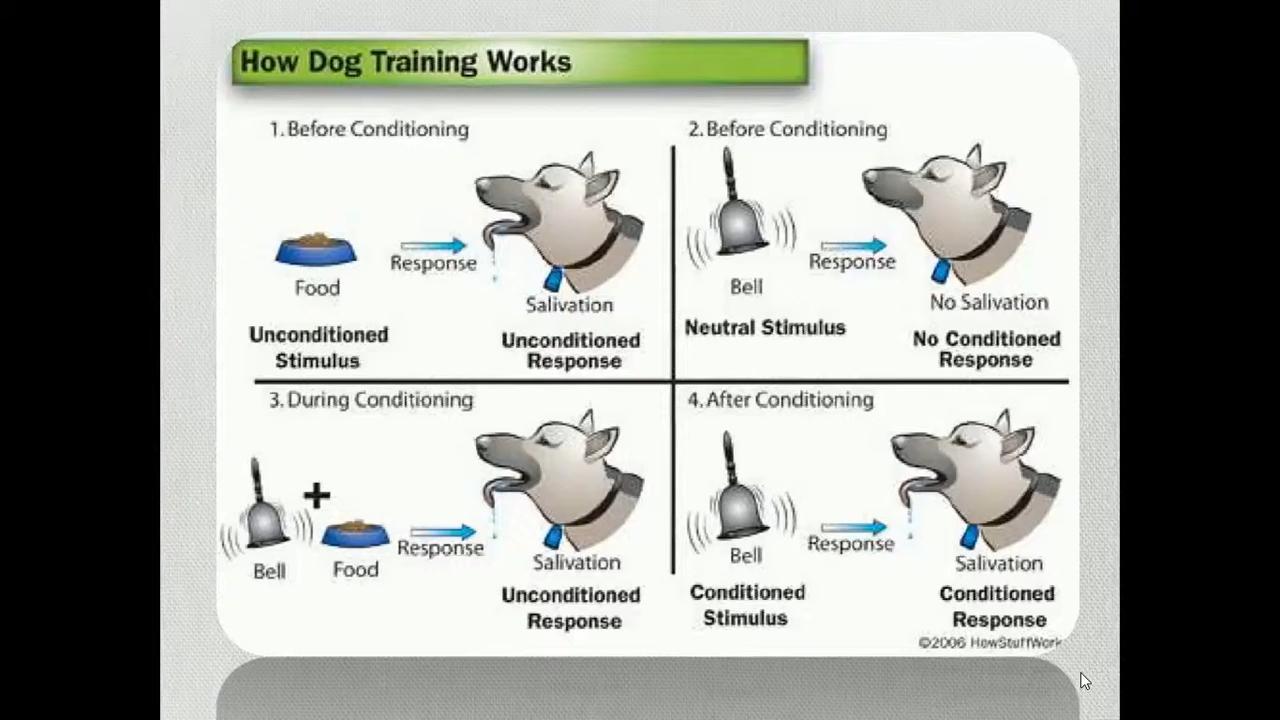 How Dog Training Works
1. Before Conditioning
Food
Response
Salivation
Unconditioned
Stimulus
Unconditioned
Response
2. Before Conditioning
Bell
Response
No Salivation
Neutral Stimulus
No Conditioned
Response
3. During Conditioning
+
Bell
Food
Response
Salivation
Unconditioned
Response
4. After Conditioning
Bell
Response
Salivation
Conditioned
Stimulus
Conditioned
Response
©2006 HowStuffWork